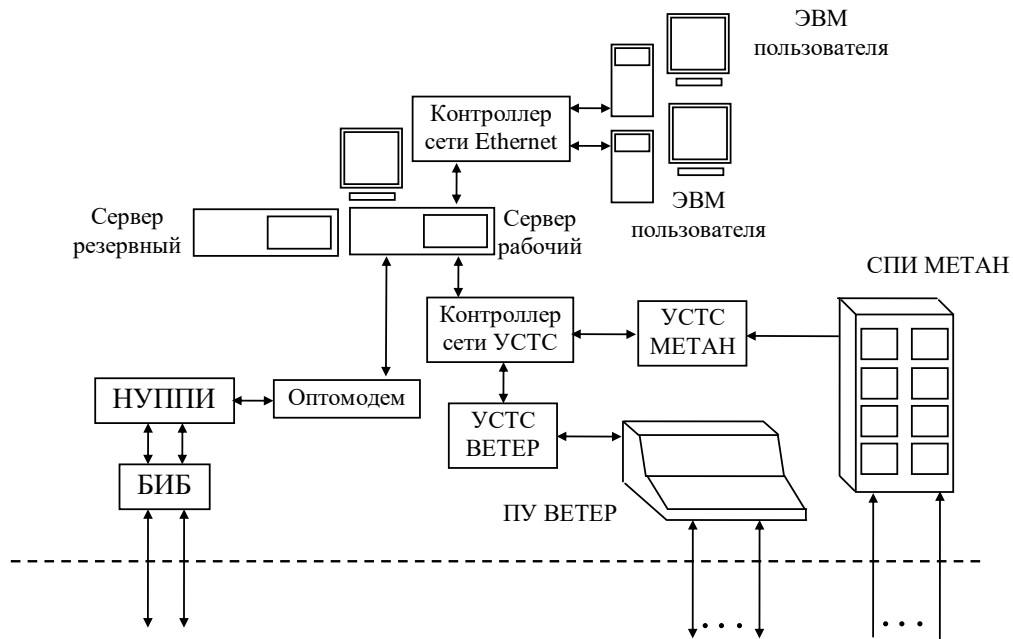 ЭВМ
пользователя
Контроллер
сети Ethernet
ЭВМ
пользователя
Сервер
резервный
Сервер
рабочий
СПИ МЕТАН
Контроллер
сети УСТС
УСТС
МЕТАН
НУППИ
Оптомодем
УСТС
ВЕТЕР
БИБ
ПУ ВЕТЕР